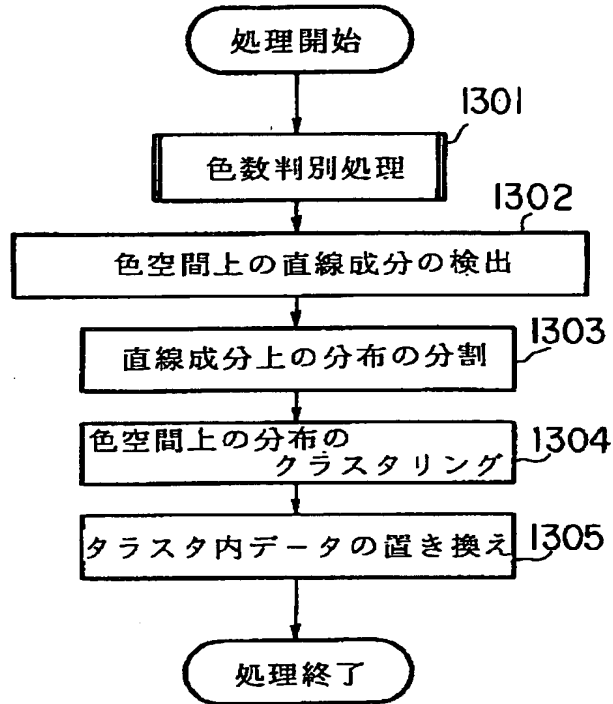 処理開始
1301
色数判別処理
1302
色空間上の直線成分の検出
1303
直線成分上の分布の分割
色空間上の分布の
クラスタリング
1304
タラスタ内データの置き換え
1305
処理終了